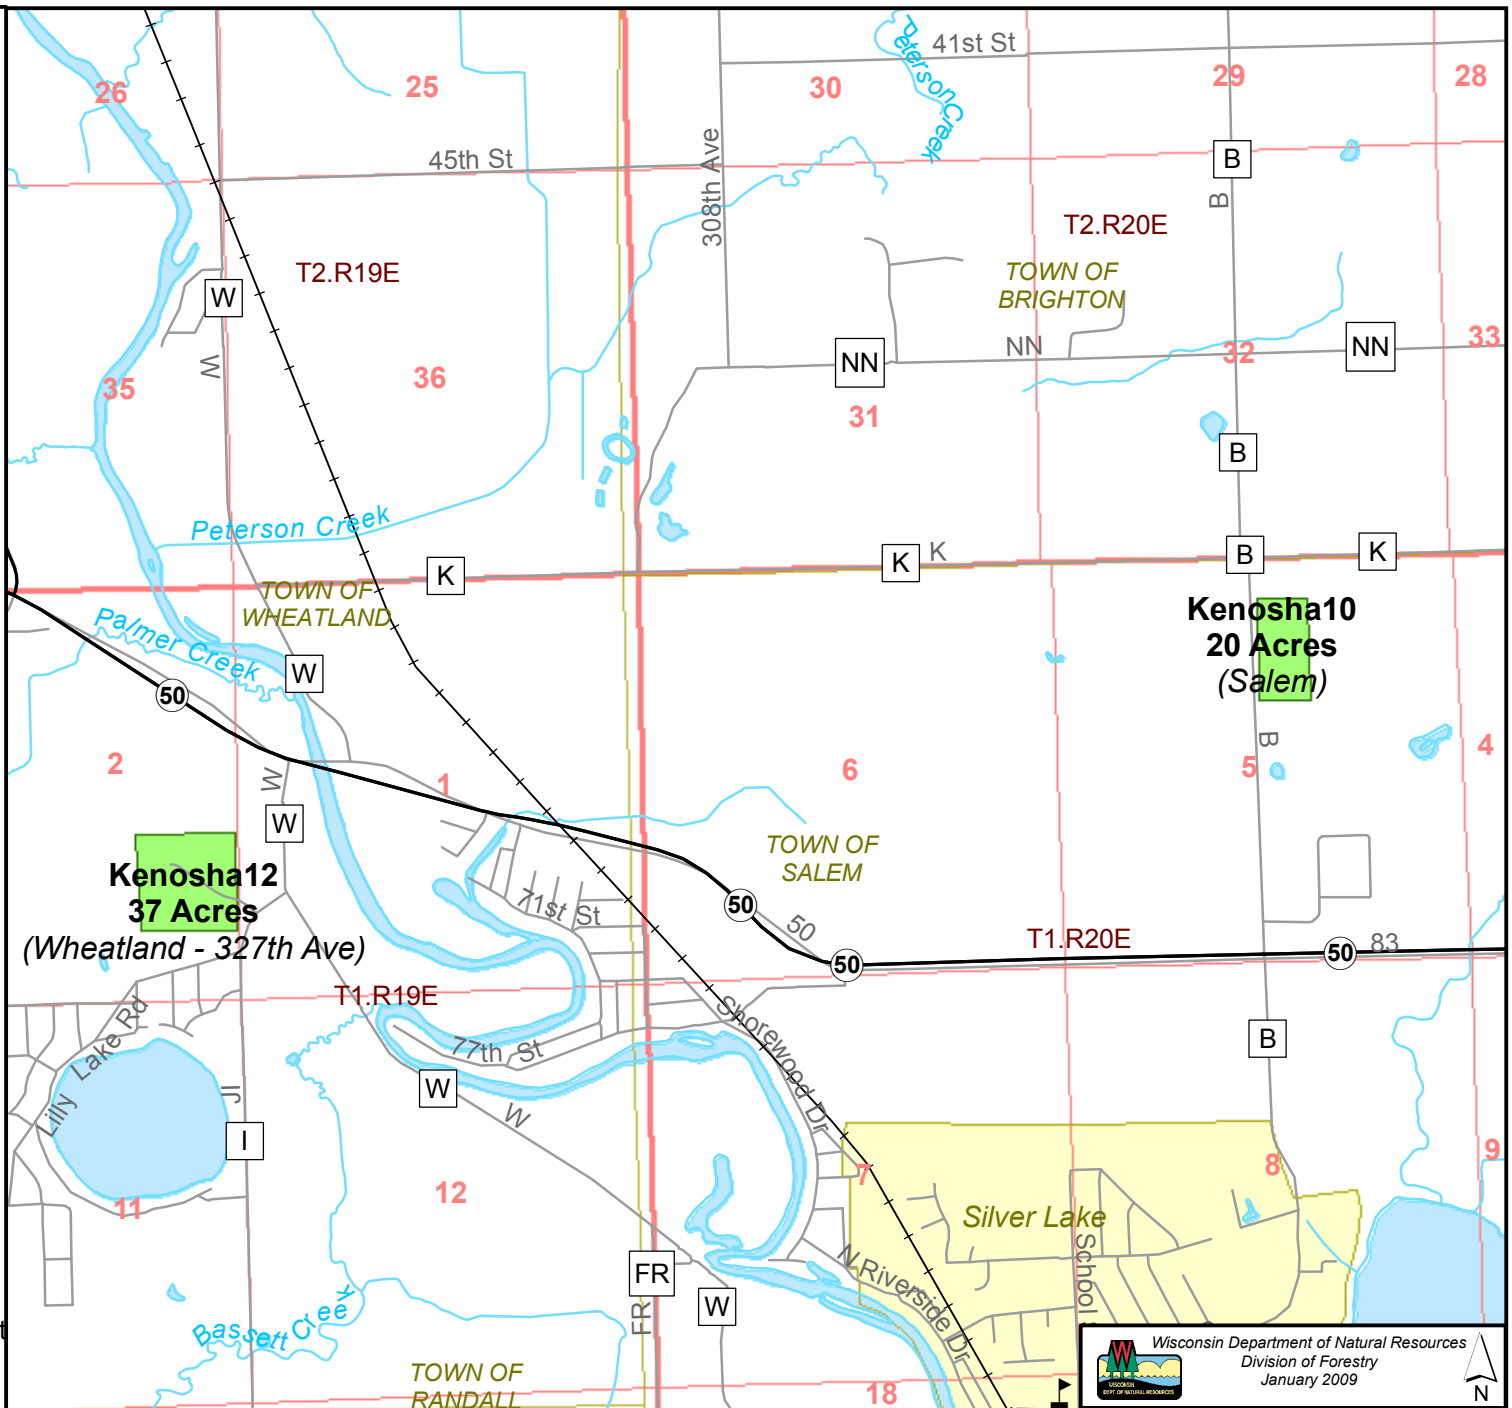 Peterson
Creek
41st St
26
25
30
29
28
45th St
308th Ave
B
B
T2.R20E
T2.R19E
TOWN OF
BRIGHTON
W
W
NN
NN
NN
32
33
35
36
31
B
Peterson Creek
K
K
K
B
K
TOWN OF
WHEATLAND
Palmer Creek
W
50
Kenosha10
20 Acres
(Salem)
B
2
W
1
6
5
4
W
TOWN OF
SALEM
Kenosha12
37 Acres
(Wheatland - 327th Ave)
71st St
50
50
50
T1.R20E
50
83
T1.R19E
Lilly Lake Rd
77th St
Shorewood Dr
B
W
W
JI
I
7
8
9
11
12
Silver Lake
School
N Riverside Dr
FR
FR
W
Bassett Creek
TOWN OF
RANDALL
18
t
Wisconsin Department of Natural Resources
Division of Forestry
January 2009
W
WISCONSIN
DEPT. OF NATURAL RESOURCES
N